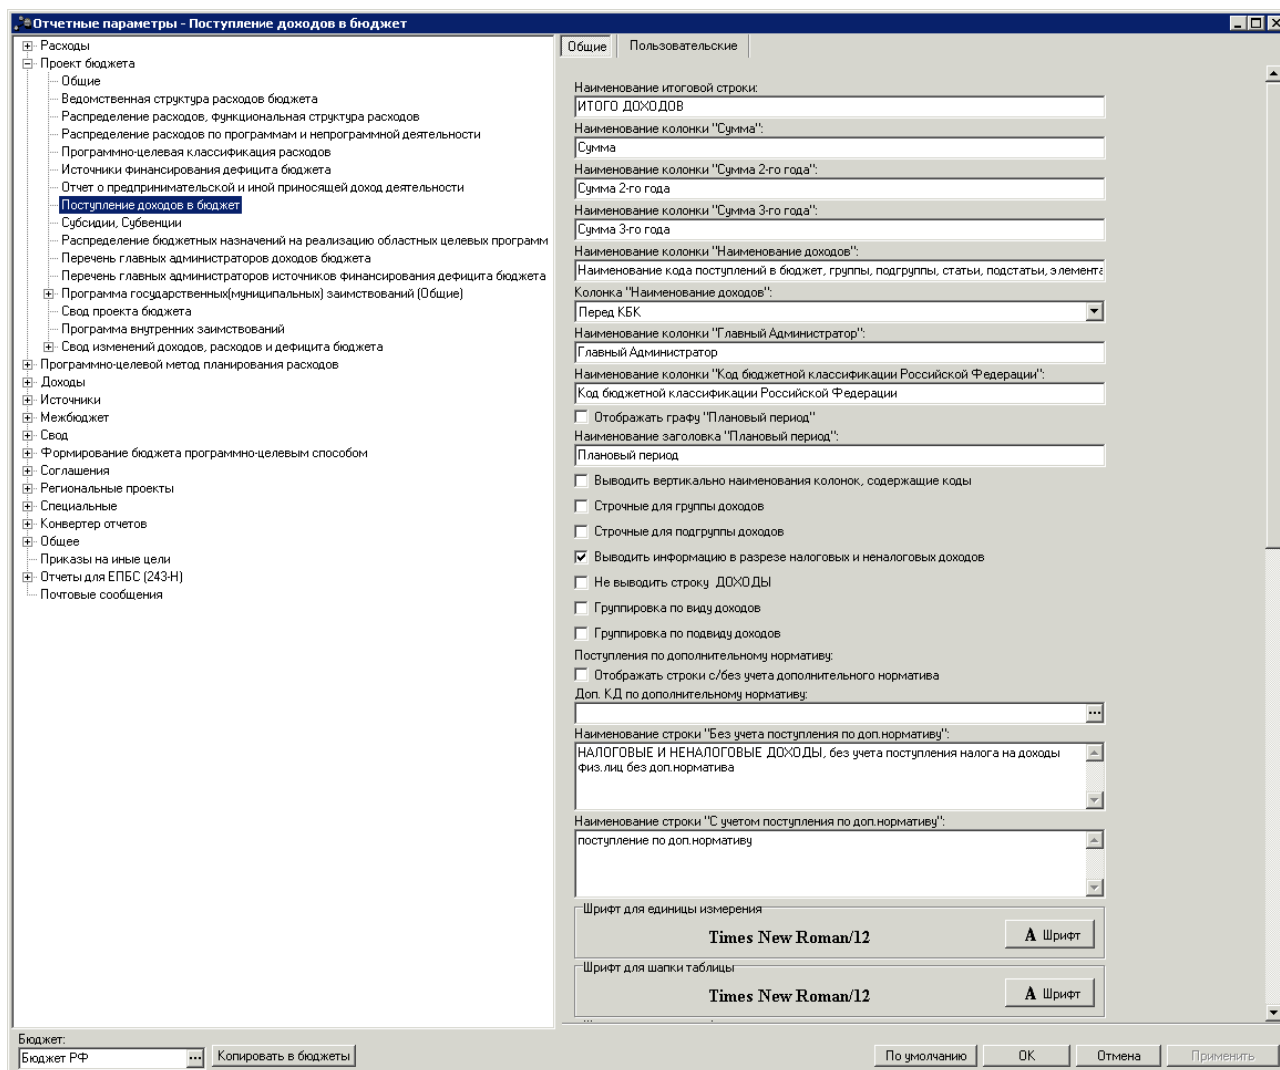 Отчетные параметры - Поступление доходов в бюджет
Расходы
Проект бюджета
Общие
Ведомственная структура расходов бюджета
Распределение расходов, функциональная структура расходов
Распределение расходов по программам и непрограммной деятельности
Программно-целевая классификация расходов
Источники финансирования дефицита бюджета
Отчет о предпринимательской и иной приносящей доход деятельности
Поступление доходов в бюджет
Субсидии, Субвенции
Распределение бюджетных назначений на реализацию областных целевых программ
Перечень главных администраторов доходов бюджета
Перечень главных администраторов источников финансирования дефицита бюджета
Программа государственных(муниципальных) заимствований (Общие)
Свод проекта бюджета
Программа внутренних заимствований
Свод изменений доходов, расходов и дефицита бюджета
Программно-целевой метод планирования расходов
Доходы
Источники
Межбюджет
Свод
Формирование бюджета программно-целевым способом
Соглашения
Региональные проекты
Специальные
Конвертер отчетов
Общее
Приказы на иные цели
Отчеты для ЕПБС (243-Н)
Почтовые сообщения
Общие Пользовательские
Наименование итоговой строки:
ИТОГО ДОХОДОВ
Наименование колонки "Сумма":
Сумма
Наименование колонки "Сумма 2-го года":
Сумма 2-го года
Наименование колонки "Сумма 3-го года":
Сумма 3-го года
Наименование колонки "Наименование доходов":
Наименование кода поступлений в бюджет, группы, подгруппы, статьи, подстатьи, элемента
Колонка "Наименование доходов":
Перед КБК
Наименование колонки "Главный Администратор":
Главный Администратор
Наименование колонки "Код бюджетной классификации Российской Федерации":
Код бюджетной классификации Российской Федерации
Отображать графу "Плановый период"
Наименование заголовка "Плановый период":
Плановый период
Выводить вертикально наименования колонок, содержащие коды
Строчные для группы доходов
Строчные для подгруппы доходов
Выводить информацию в разрезе налоговых и неналоговых доходов
Не выводить строку ДОХОДЫ
Группировка по виду доходов
Группировка по подвиду доходов
Поступления по дополнительному нормативу:
Отображать строки с/без учета дополнительного норматива
Доп. КД по дополнительному нормативу:
Наименование строки "Без учета поступления по доп.нормативу":
НАЛОГОВЫЕ И НЕНАЛОГОВЫЕ ДОХОДЫ, без учета поступления налога на доходы
физ.лиц без доп.норматива
Наименование строки "С учетом поступления по доп.нормативу":
поступление по доп.нормативу
Шрифт для единицы измерения
Times New Roman/12
A Шрифт
Шрифт для шапки таблицы
Times New Roman/12
A Шрифт
Бюджет:
Бюджет РФ ... Копировать в бюджеты По умолчанию OK Отмена Применить